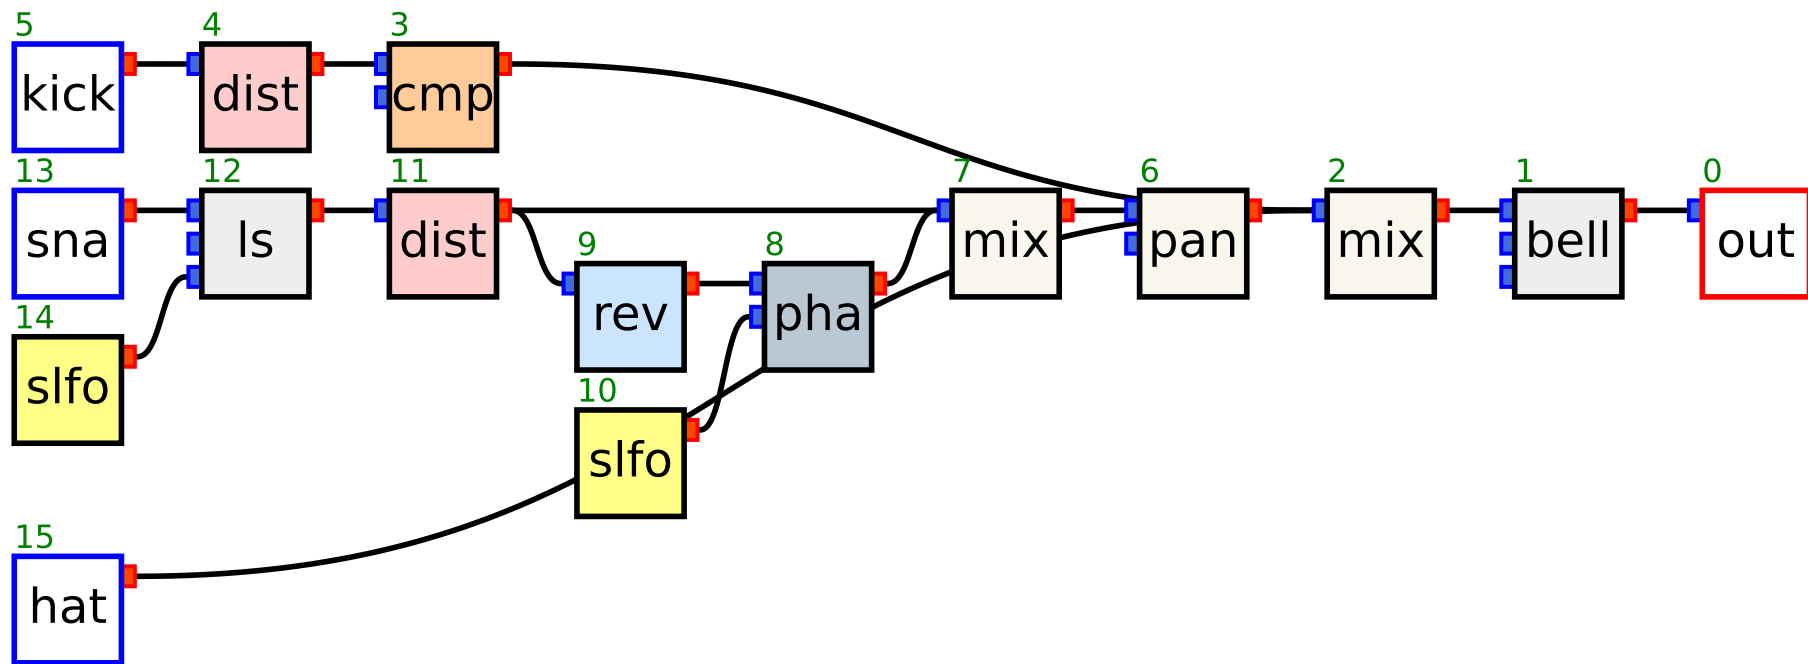 5 4 3
kick dist cmp
13 12 11 7 6 2 1 0
sna ls dist mix pan mix bell out
9 8
rev pha
14
slfo
10
slfo
15
hat